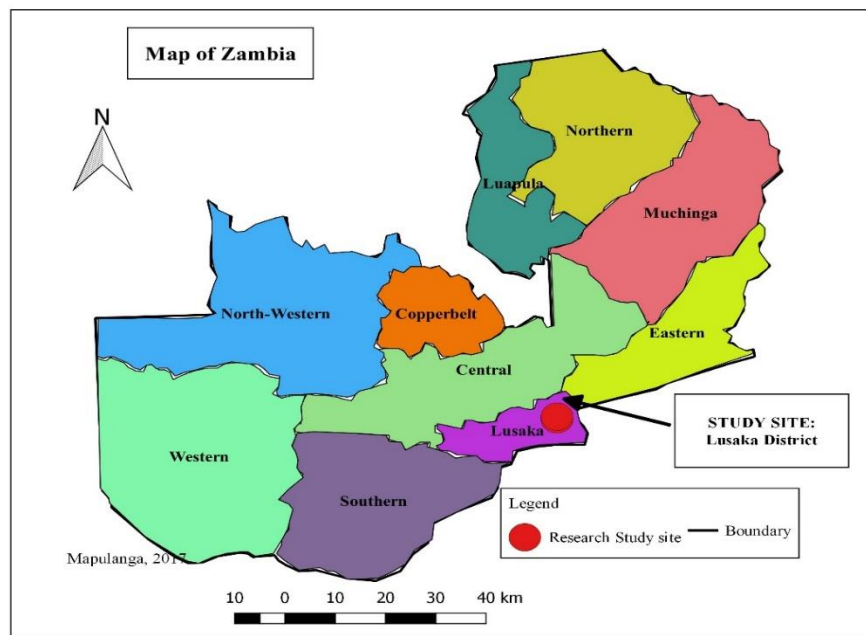 Map of Zambia
N
Northern
Luapula
Muchinga
North-Western
Copperbelt
Eastern
Central
STUDY SITE:
Lusaka District
Lusaka
Western
Southern
Legend
Research Study site
Boundary
Mapulanga, 2017
10 0 10 20 30 40 km